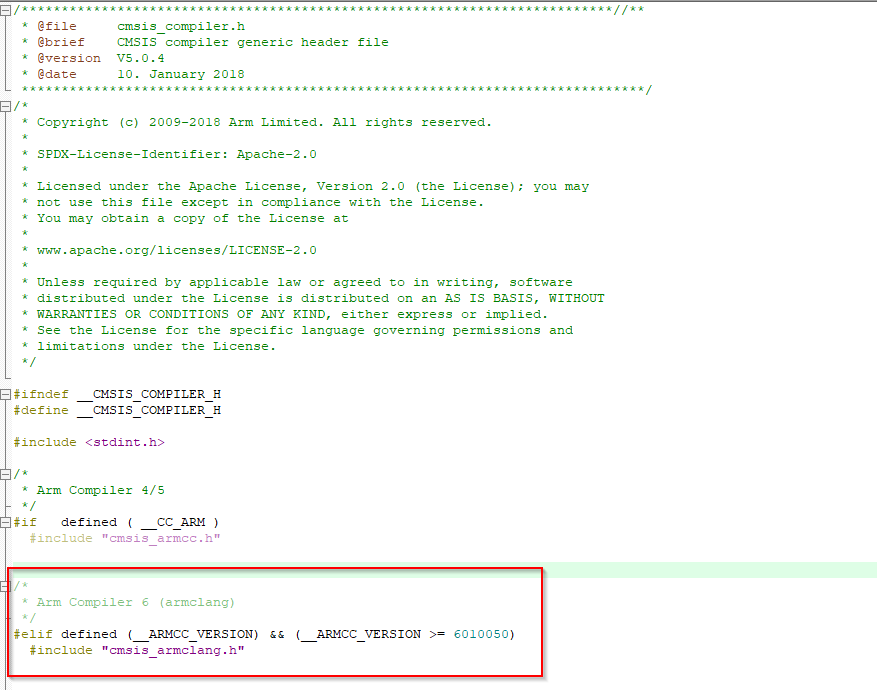 /**************************************************************************//**
 * @file     cmsis_compiler.h
 * @brief    CMSIS compiler generic header file
 * @version  V5.0.4
 * @date     10. January 2018
 ******************************************************************************/
/*
 * Copyright (c) 2009-2018 Arm Limited. All rights reserved.
 *
 * SPDX-License-Identifier: Apache-2.0
 *
 * Licensed under the Apache License, Version 2.0 (the License); you may
 * not use this file except in compliance with the License.
 * You may obtain a copy of the License at
 *
 * www.apache.org/licenses/LICENSE-2.0
 *
 * Unless required by applicable law or agreed to in writing, software
 * distributed under the License is distributed on an AS IS BASIS, WITHOUT
 * WARRANTIES OR CONDITIONS OF ANY KIND, either express or implied.
 * See the License for the specific language governing permissions and
 * limitations under the License.
 */
#ifndef __CMSIS_COMPILER_H
#define __CMSIS_COMPILER_H
#include <stdint.h>
/*
 * Arm Compiler 4/5
 */
#if   defined ( __CC_ARM )
  #include "cmsis_armcc.h"
/*
 * Arm Compiler 6 (armclang)
 */
#elif defined (__ARMCC_VERSION) && (__ARMCC_VERSION >= 6010050)
  #include "cmsis_armclang.h"